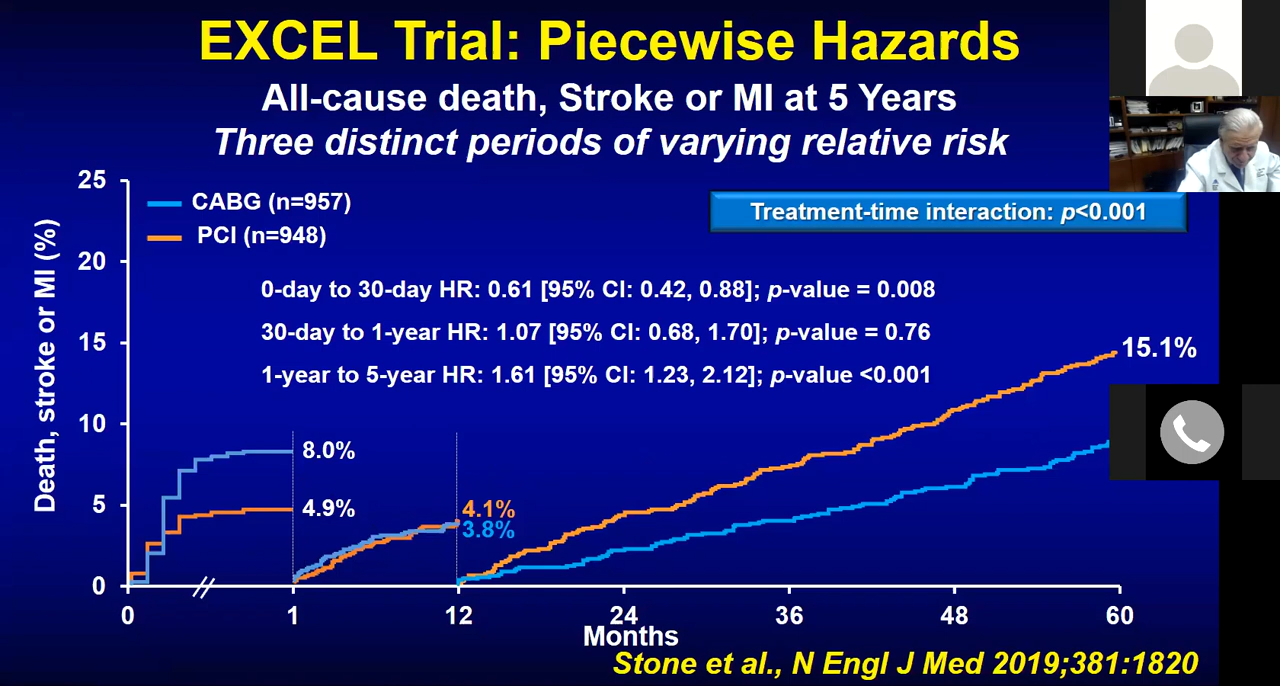 EXCEL Trial: Piecewise Hazards
All-cause death, Stroke or MI at 5 Years
Three distinct periods of varying relative risk
25
20
15
10
5
0
Death, stroke or MI (%)
CABG (n=957)
PCI (n=948)
Treatment-time interaction: p<0.001
0-day to 30-day HR: 0.61 [95% CI: 0.42, 0.88]; p-value = 0.008
30-day to 1-year HR: 1.07 [95% CI: 0.68, 1.70]; p-value = 0.76
1-year to 5-year HR: 1.61 [95% CI: 1.23, 2.12]; p-value <0.001
15.1%
8.0%
4.9%
4.1%
3.8%
0 1 12 24 36 48 60
Months
Stone et al., N Engl J Med 2019;381:1820